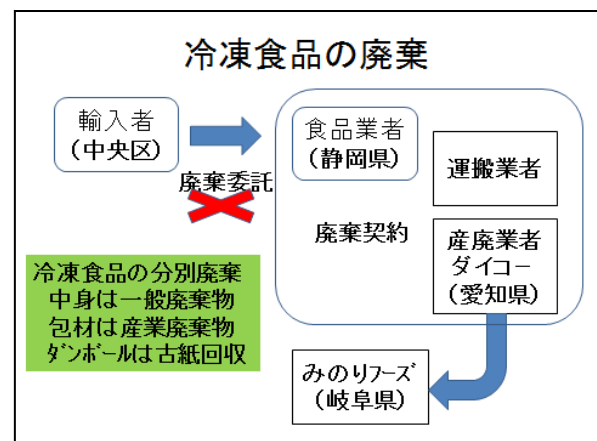 冷凍食品の廃棄
輸入者
(中央区)
廃棄委託
食品業者
(静岡県)
運搬業者
廃棄契約
産廃業者
ダイコー
(愛知県)
冷凍食品の分別廃棄
中身は一般廃棄物
包材は産業廃棄物
ダンボールは古紙回収
みのりフーズ
(岐阜県)